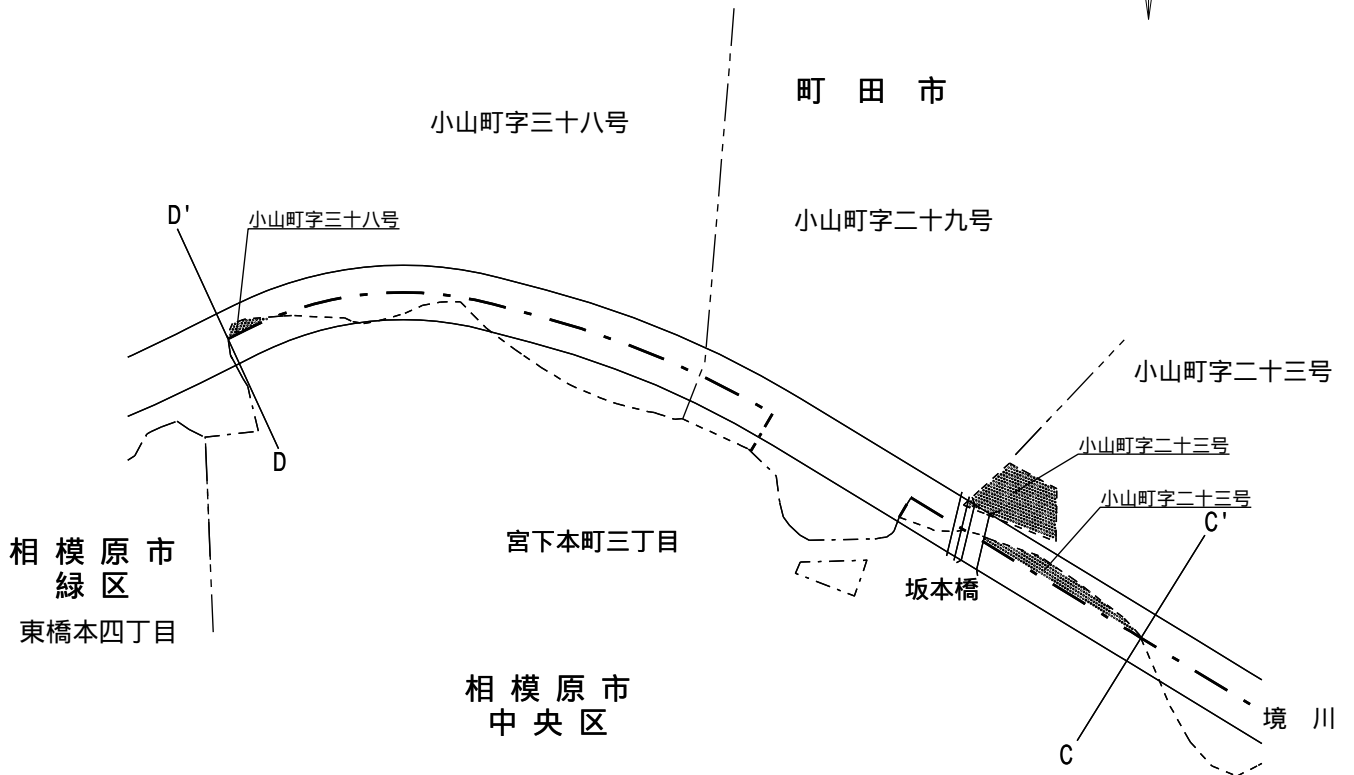 町田市
小山町字三十八号
小山町字二十九号
D'
小山町字三十八号
小山町字二十三号
小山町字二十三号
小山町字二十三号
C'
D
宮下本町三丁目
相模原市
緑区
東橋本四丁目
坂本橋
相模原市
中央区
境川
C